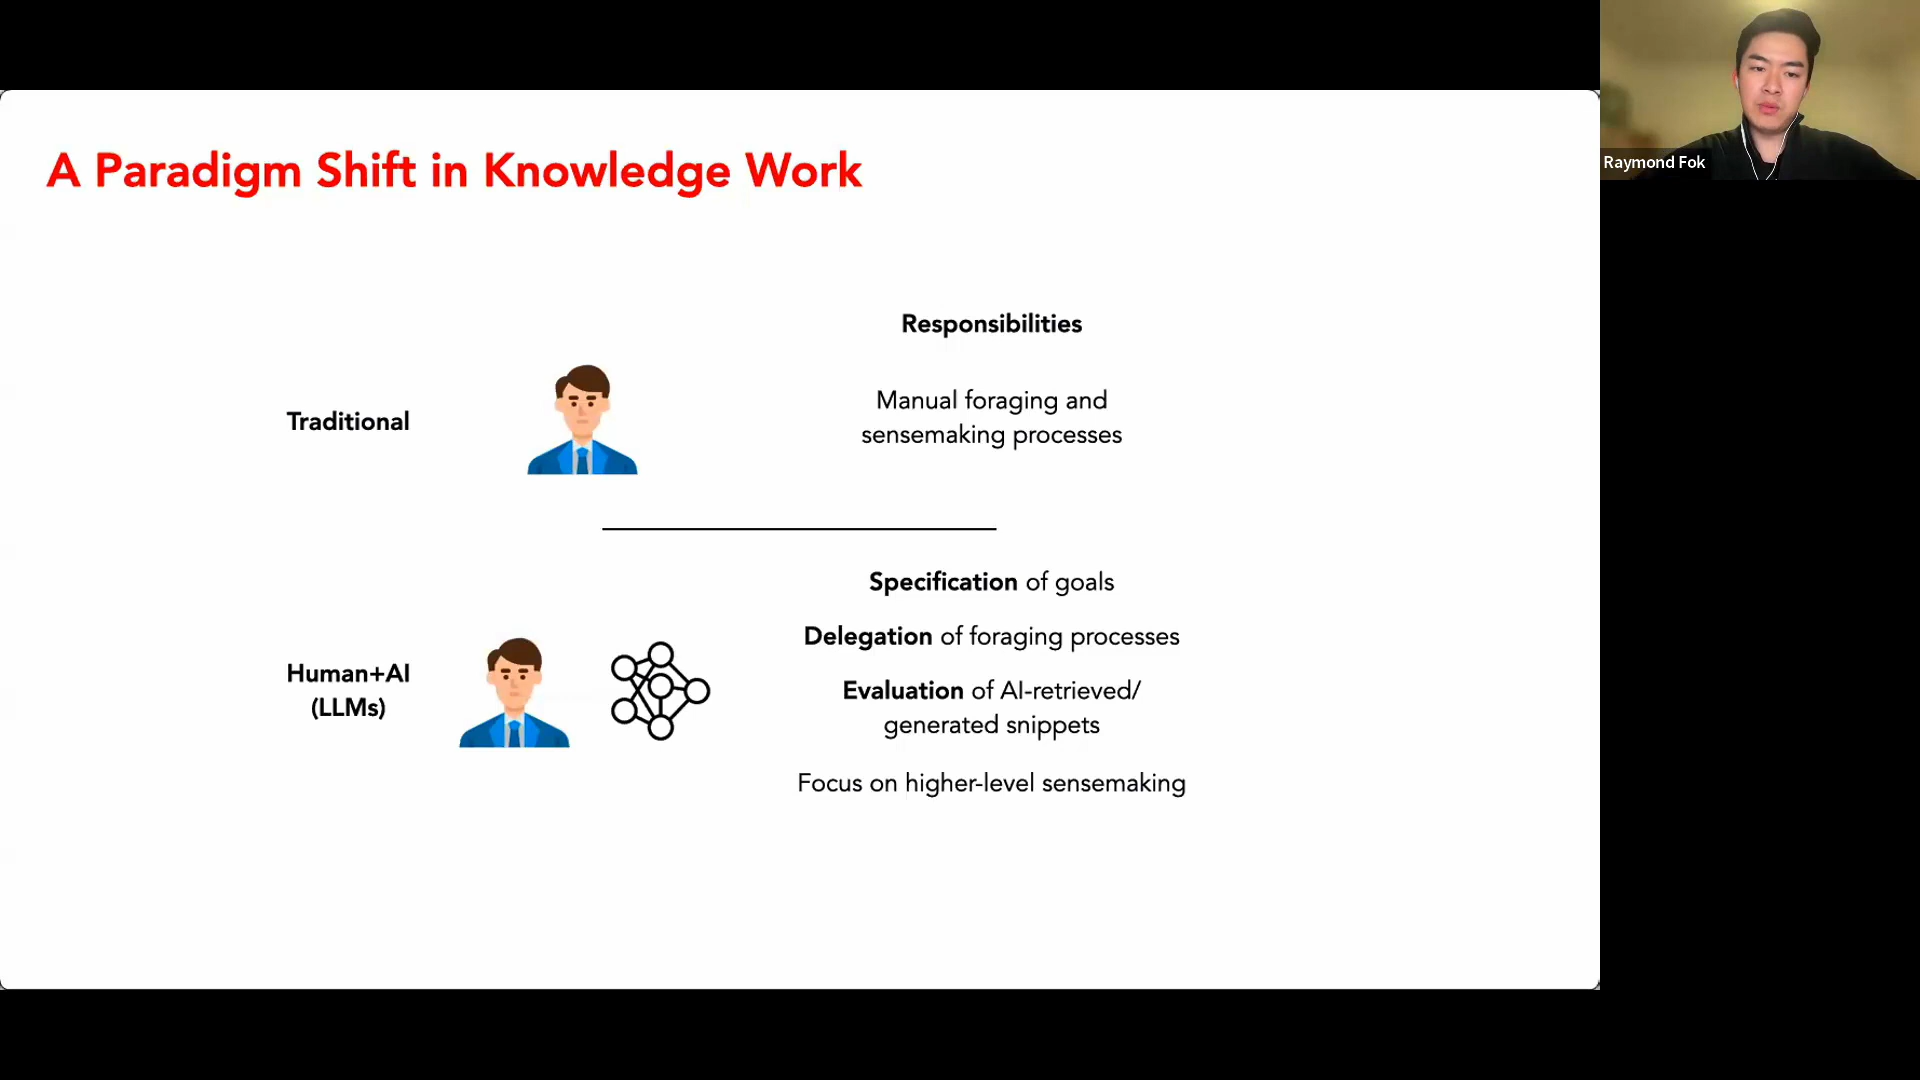 A Paradigm Shift in Knowledge Work
Raymond Fok
Responsibilities
Traditional
Manual foraging and
sensemaking processes
Human+AI
(LLMs)
Specification of goals
Delegation of foraging processes
Evaluation of AI-retrieved/
generated snippets
Focus on higher-level sensemaking